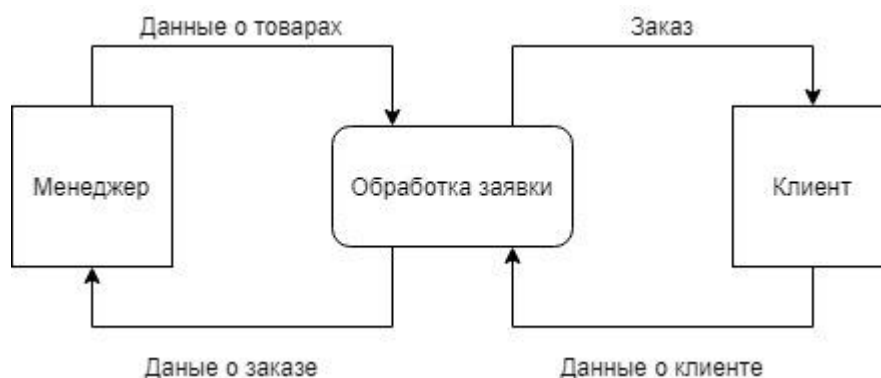 Данные о товарах
Заказ
Менеджер
Обработка заявки
Клиент
Даные о заказе
Данные о клиенте